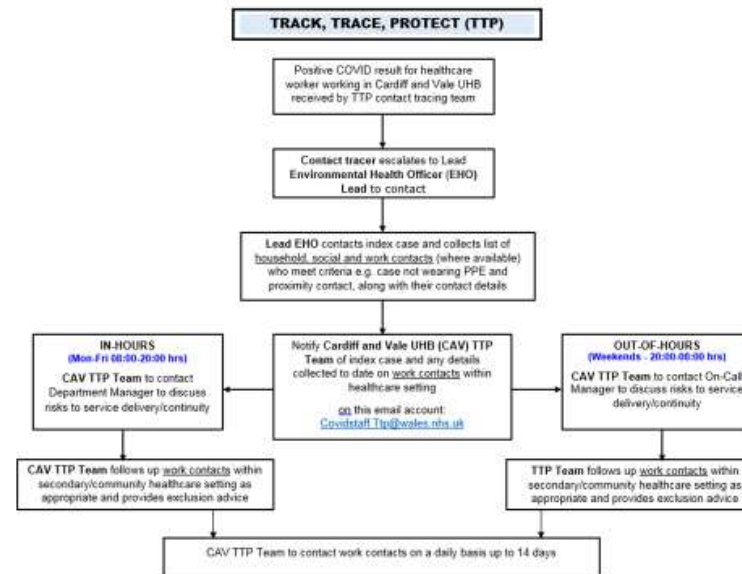 TRACK, TRACE, PROTECT (TTP)
Positive COVID result for healthcare
worker working in Cardiff and Vale UHB
received by TTP contact tracing team
Contact tracer escalates to Lead
Environmental Health Officer (EHO)
Lead to contact
Lead EHO contacts index case and collects list of
household, social and work contacts (where available)
who meet criteria e.g. case not wearing PPE and
proximity contact, along with their contact details
IN-HOURS
(Mon-Fri 08:00-20:00 hrs)
CAV TTP Team to contact
Department Manager to discuss
risks to service delivery/continuity
Notify Cardiff and Vale UHB (CAV) TTP
Team of index case and any details
collected to date on work contacts within
healthcare setting
on this email account:
Covidstaff.Ttp@wales.nhs.uk
OUT-OF-HOURS
(Weekends - 20:00-08:00 hrs)
CAV TTP Team to contact On-Call
Manager to discuss risks to service
delivery/continuity
CAV TTP Team follows up work contacts within
secondary/community healthcare setting as
appropriate and provides exclusion advice
TTP Team follows up work contacts within
secondary/community healthcare setting as
appropriate and provides exclusion advice
CAV TTP Team to contact work contacts on a daily basis up to 14 days